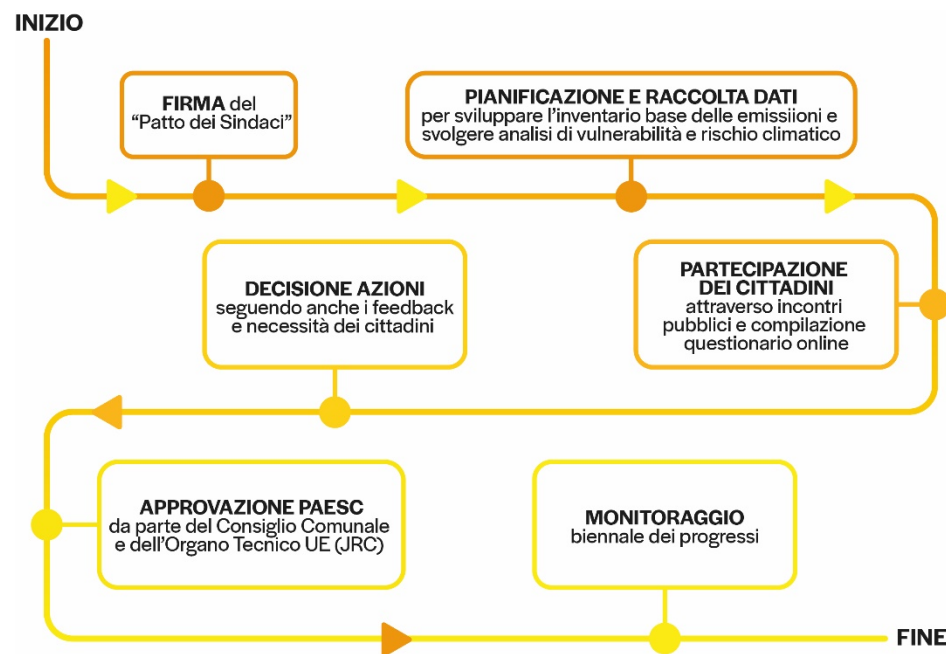 INIZIO
FIRMA del
“Patto dei Sindaci”
PIANIFICAZIONE E RACCOLTA DATI
per sviluppare l’inventario base delle emissiioni e
svolgere analisi di vulnerabilità e rischio climatico
PARTECIPAZIONE
DEI CITTADINI
attraverso incontri
pubblici e compilazione
questionario online
DECISIONE AZIONI
seguendo anche i feedback
e necessità dei cittadini
APPROVAZIONE PAESC
da parte del Consiglio Comunale
e dell’Organo Tecnico UE (JRC)
MONITORAGGIO
biennale dei progressi
FINE